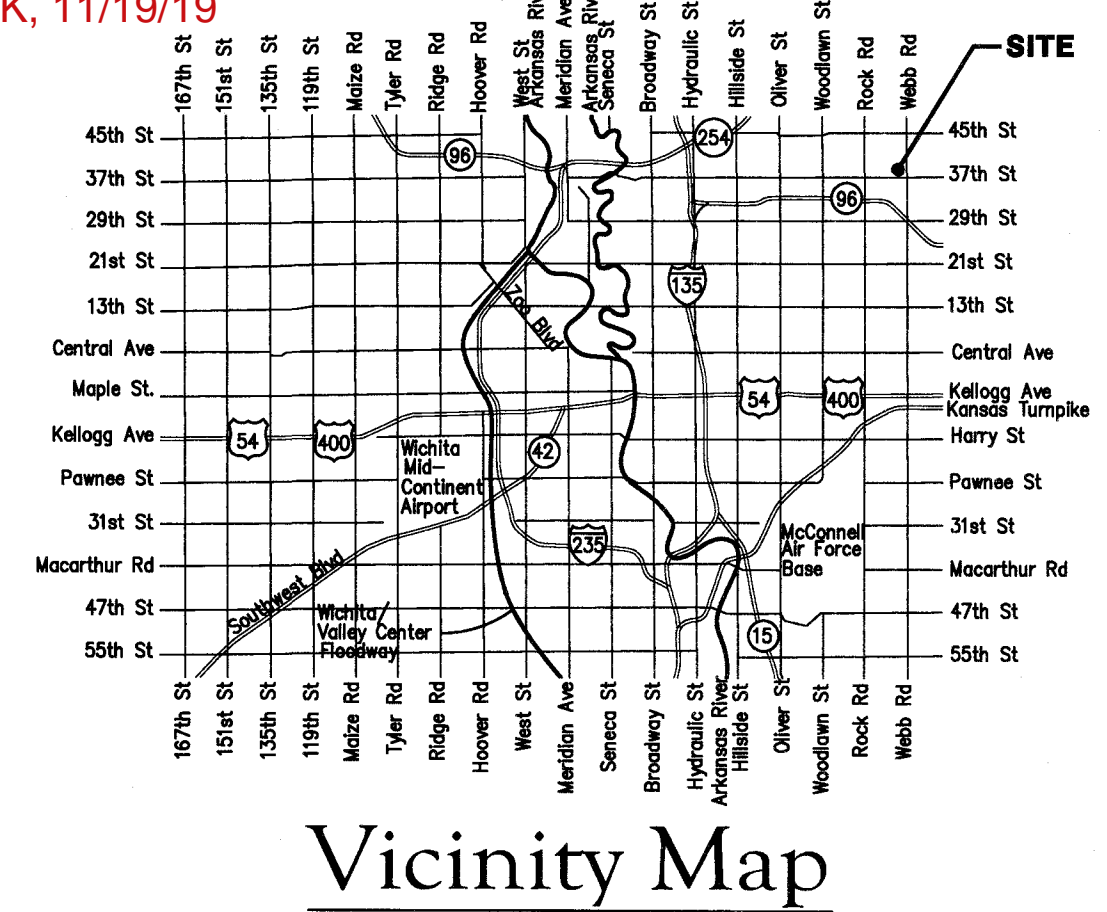 K, 11/19/19
167th St
151st St
135th St
119th St
Maize Rd
Tyler Rd
Ridge Rd
Hoover Rd
West St
Arkansas Riv
Meridian Ave
Arkansas Riv
Seneca St
Broadway St
Hydraulic St
Hillside St
Oliver St
Woodlawn St
Rock Rd
Webb Rd
SITE
45th St
254
45th St
96
37th St
37th St
96
29th St
29th St
21st St
21st St
135
13th St
13th St
Zoo Blvd
Central Ave
Central Ave
Maple St.
54
400
Kellogg Ave
Kansas Turnpike
Kellogg Ave
54
400
Harry St
Wichita
Mid-
Continent
Airport
42
Pawnee St
Pawnee St
31st St
31st St
235
McConnell
Air Force
Base
Macarthur Rd
Macarthur Rd
Southwest Blvd
47th St
47th St
Wichita/
Valley Center
Floodway
15
55th St
55th St
167th St
151st St
135th St
119th St
Maize Rd
Tyler Rd
Ridge Rd
Hoover Rd
West St
Meridian Ave
Seneca St
Broadway St
Hydraulic St
Arkansas River
Hillside St
Oliver St
Woodlawn St
Rock Rd
Webb Rd
Vicinity Map